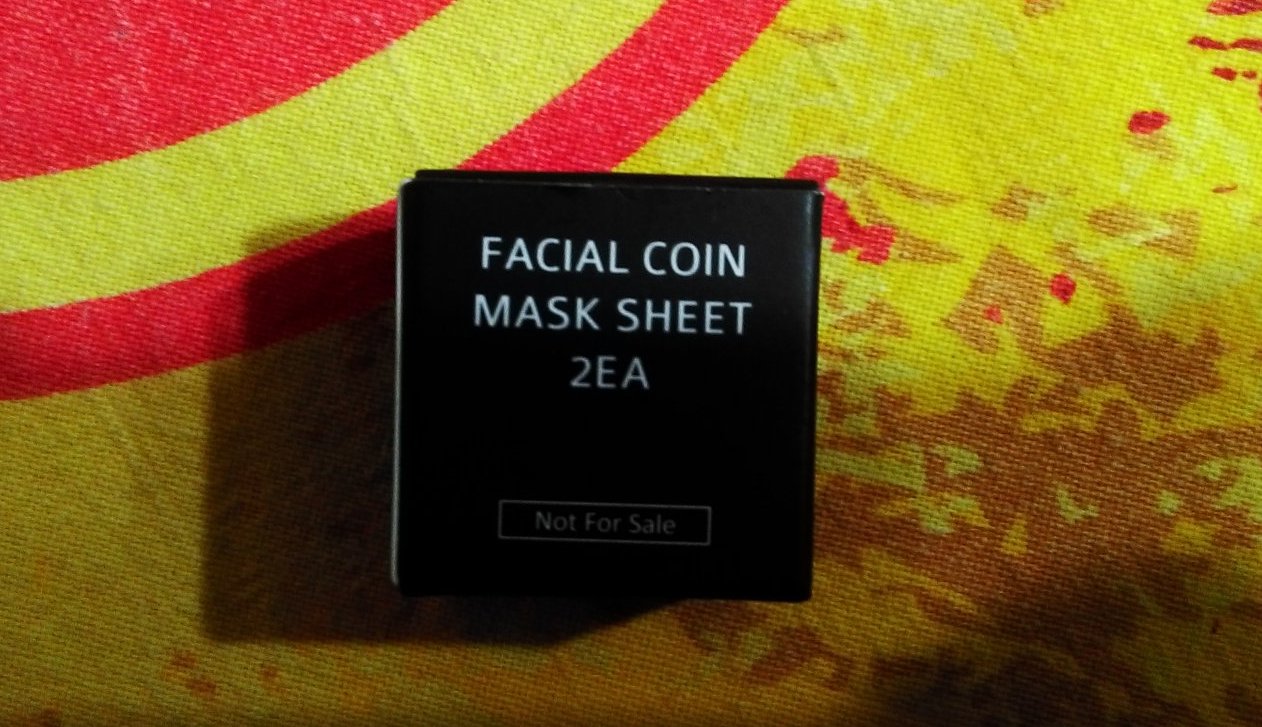 FACIAL COIN
MASK SHEET
2EA
Not For Sale